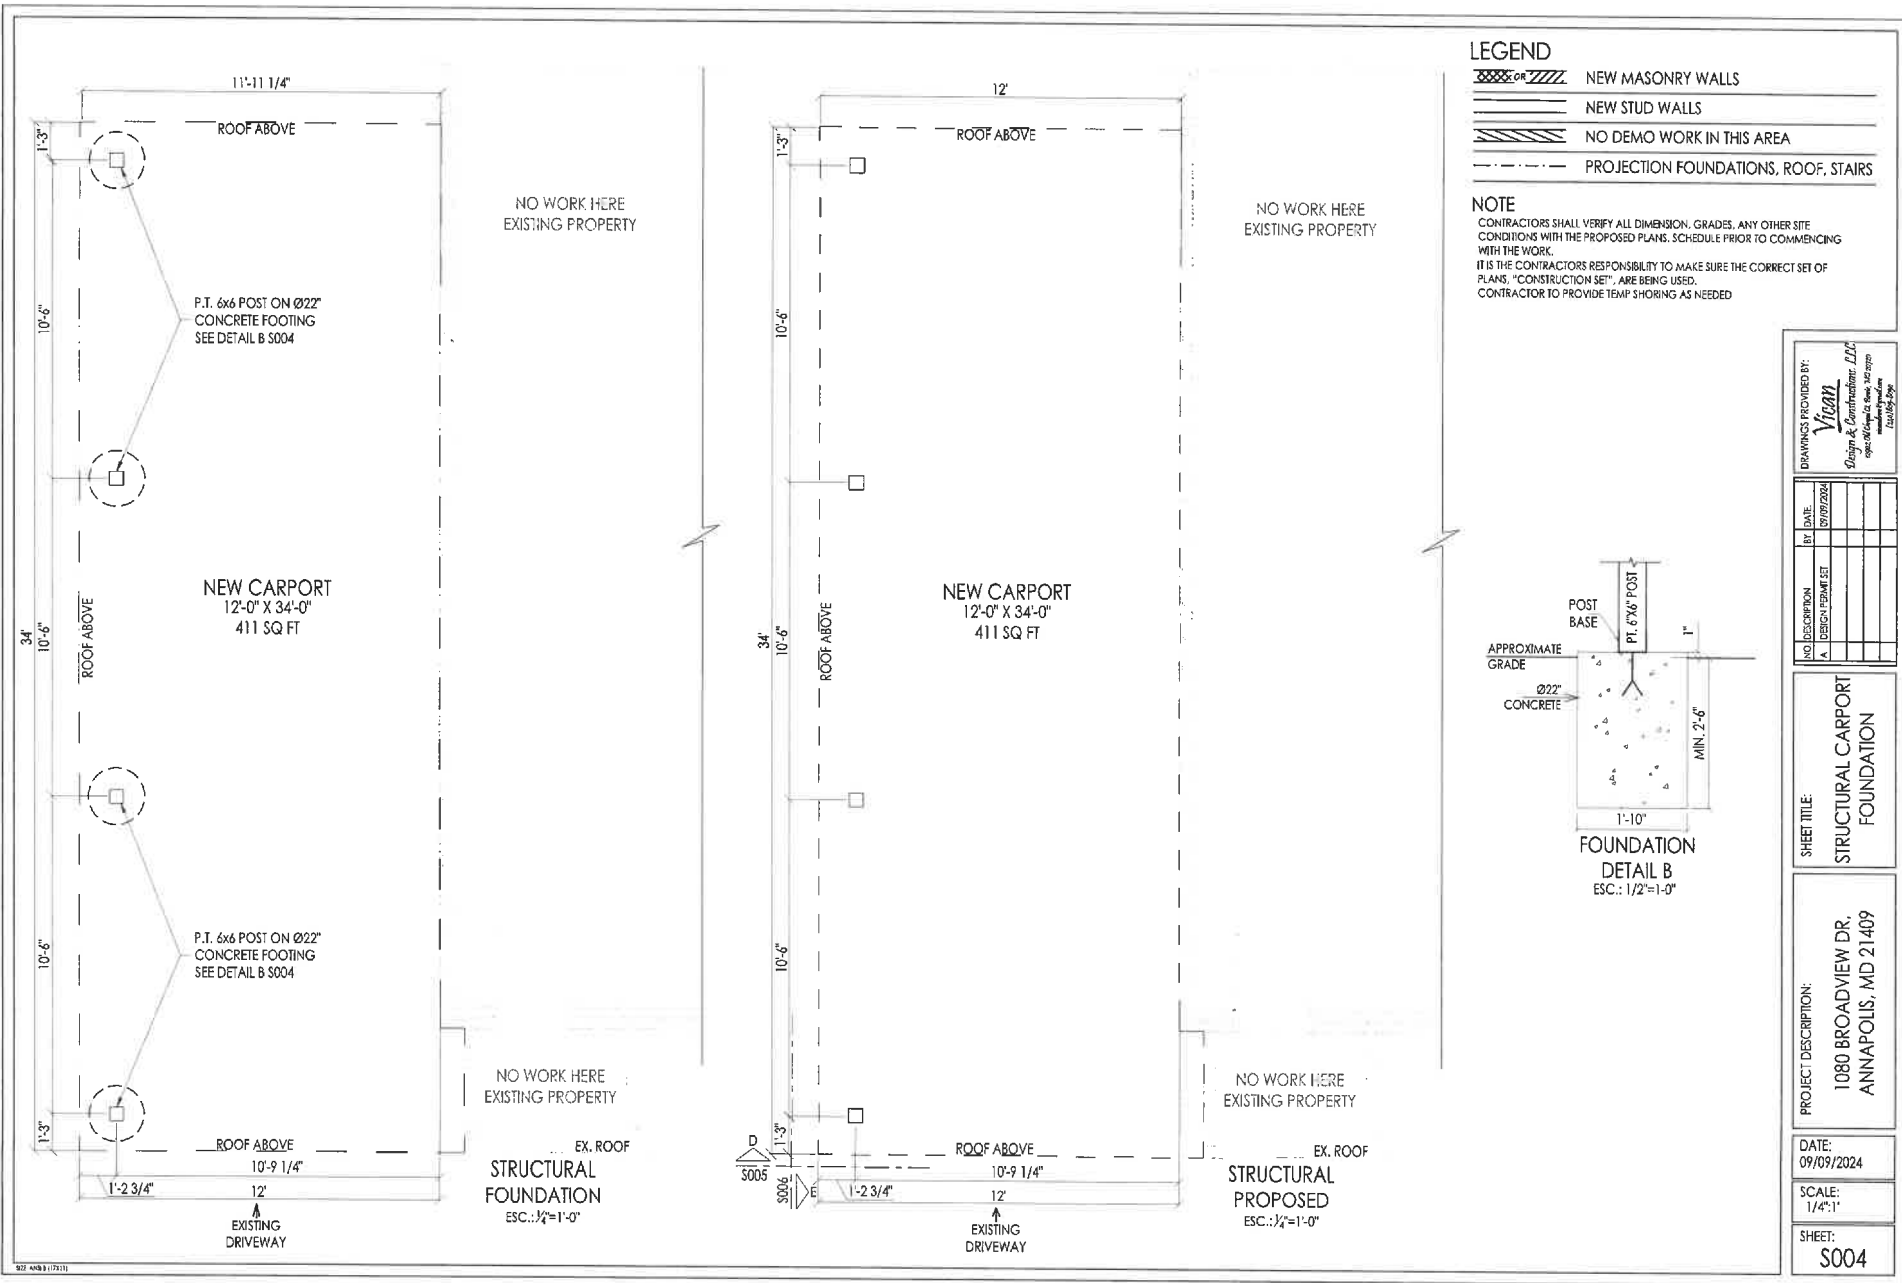 11'-11 1/4"
ROOF ABOVE
1'-3"
10'-6"
P.T. 6x6 POST ON Ø22"
CONCRETE FOOTING
SEE DETAIL B S004
NO WORK HERE
EXISTING PROPERTY
34'
10'-6"
ROOF ABOVE
NEW CARPORT
12'-0" X 34'-0"
411 SQ FT
10'-6"
P.T. 6x6 POST ON Ø22"
CONCRETE FOOTING
SEE DETAIL B S004
NO WORK HERE
EXISTING PROPERTY
1'-3"
ROOF ABOVE
EX. ROOF
10'-9 1/4"
1'-2 3/4"
12'
EXISTING
DRIVEWAY
STRUCTURAL
FOUNDATION
ESC.: 1/4"=1'-0"
12'
ROOF ABOVE
1'-3"
10'-6"
NO WORK HERE
EXISTING PROPERTY
34'
10'-6"
ROOF ABOVE
NEW CARPORT
12'-0" X 34'-0"
411 SQ FT
10'-6"
NO WORK HERE
EXISTING PROPERTY
1'-3"
D
S005
S006
E
ROOF ABOVE
EX. ROOF
10'-9 1/4"
1'-2 3/4"
12'
EXISTING
DRIVEWAY
STRUCTURAL
PROPOSED
ESC.: 1/4"=1'-0"
LEGEND
OR
NEW MASONRY WALLS
NEW STUD WALLS
NO DEMO WORK IN THIS AREA
PROJECTION FOUNDATIONS, ROOF, STAIRS
NOTE
CONTRACTORS SHALL VERIFY ALL DIMENSION, GRADES, ANY OTHER SITE
CONDITIONS WITH THE PROPOSED PLANS, SCHEDULE PRIOR TO COMMENCING
WITH THE WORK.
IT IS THE CONTRACTORS RESPONSIBILITY TO MAKE SURE THE CORRECT SET OF
PLANS, "CONSTRUCTION SET", ARE BEING USED.
CONTRACTOR TO PROVIDE TEMP SHORING AS NEEDED
POST
BASE
PT. 6"X6" POST
1"
APPROXIMATE
GRADE
Ø22"
CONCRETE
MIN. 2'-6"
1'-10"
FOUNDATION
DETAIL B
ESC.: 1/2"=1-0"
DRAWINGS PROVIDED BY:
Vican
Design & Constructions, LLC
NO. DESCRIPTION BY DATE
A DESIGN PERMIT SET 09/09/2024
SHEET TITLE:
STRUCTURAL CARPORT
FOUNDATION
PROJECT DESCRIPTION:
1080 BROADVIEW DR,
ANNAPOLIS, MD 21409
DATE:
09/09/2024
SCALE:
1/4":1'
SHEET:
S004
SIZE ANSI B (17X11)